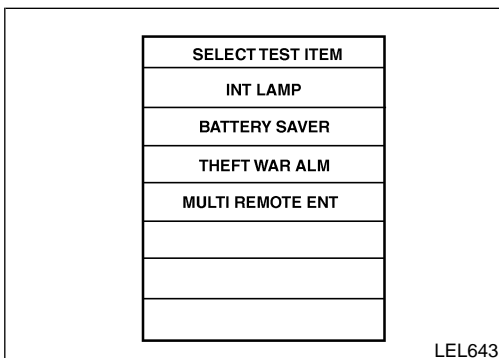 SELECT TEST ITEM
INT LAMP
BATTERY SAVER
THEFT WAR ALM
MULTI REMOTE ENT
LEL643